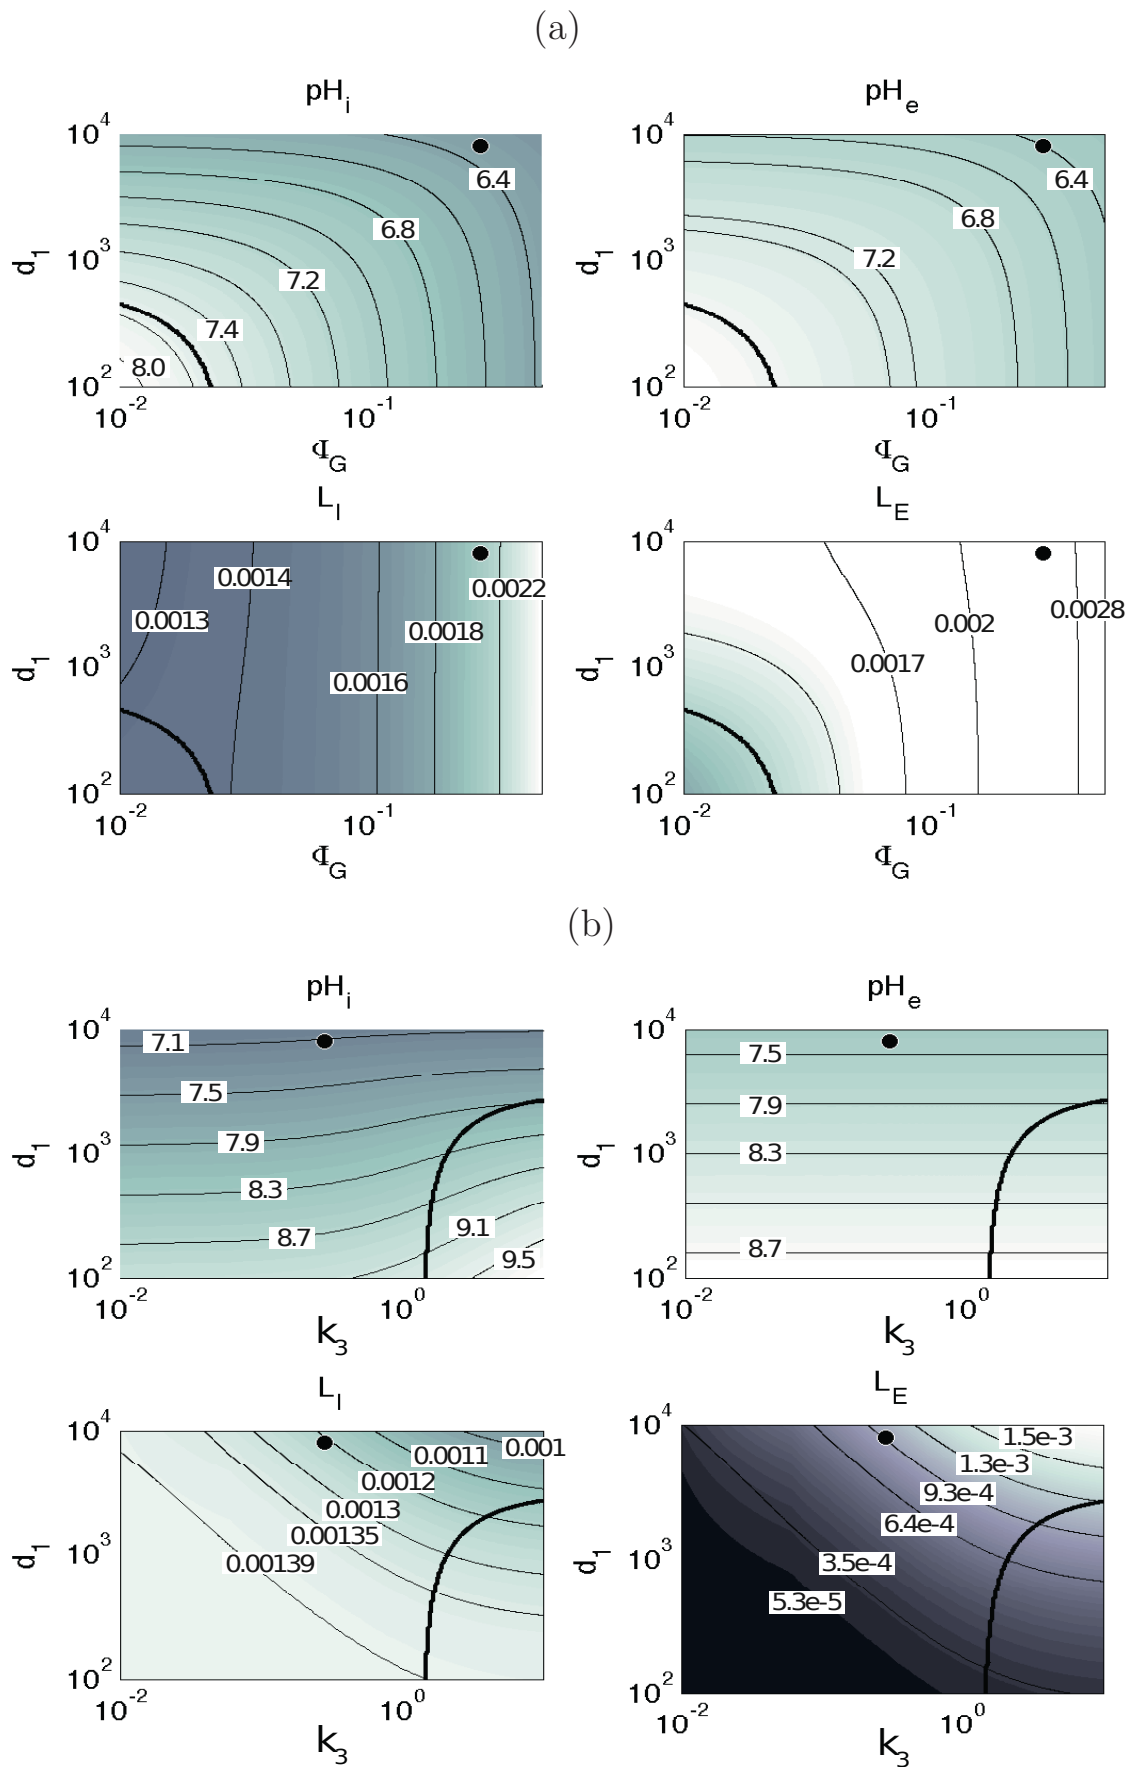 (a)
pH_i pH_e
10^4 10^4
6.4 6.4
6.8 6.8
d_1 10^3 7.2 d_1 10^3 7.2
7.4
8.0
10^2 10^2
10^-2 10^-1 10^-2 10^-1
Φ_G Φ_G
L_I L_E
10^4 10^4
0.0014 0.0022 0.0028
0.0013 0.0018 0.002
d_1 10^3 0.0016 d_1 10^3 0.0017
10^2 10^2
10^-2 10^-1 10^-2 10^-1
Φ_G Φ_G
(b)
pH_i pH_e
10^4 7.1 10^4 7.5
7.5 7.9
d_1 10^3 7.9 d_1 10^3 8.3
8.3
8.7 9.1 8.7
9.5
10^2 10^2
10^-2 10^0 10^-2 10^0
k_3 k_3
L_I L_E
10^4 0.001 10^4 1.5e-3
0.0011 1.3e-3
0.0012 9.3e-4
0.0013 6.4e-4
0.00135
d_1 10^3 0.00139 d_1 10^3 3.5e-4
5.3e-5
10^2 10^2
10^-2 10^0 10^-2 10^0
k_3 k_3